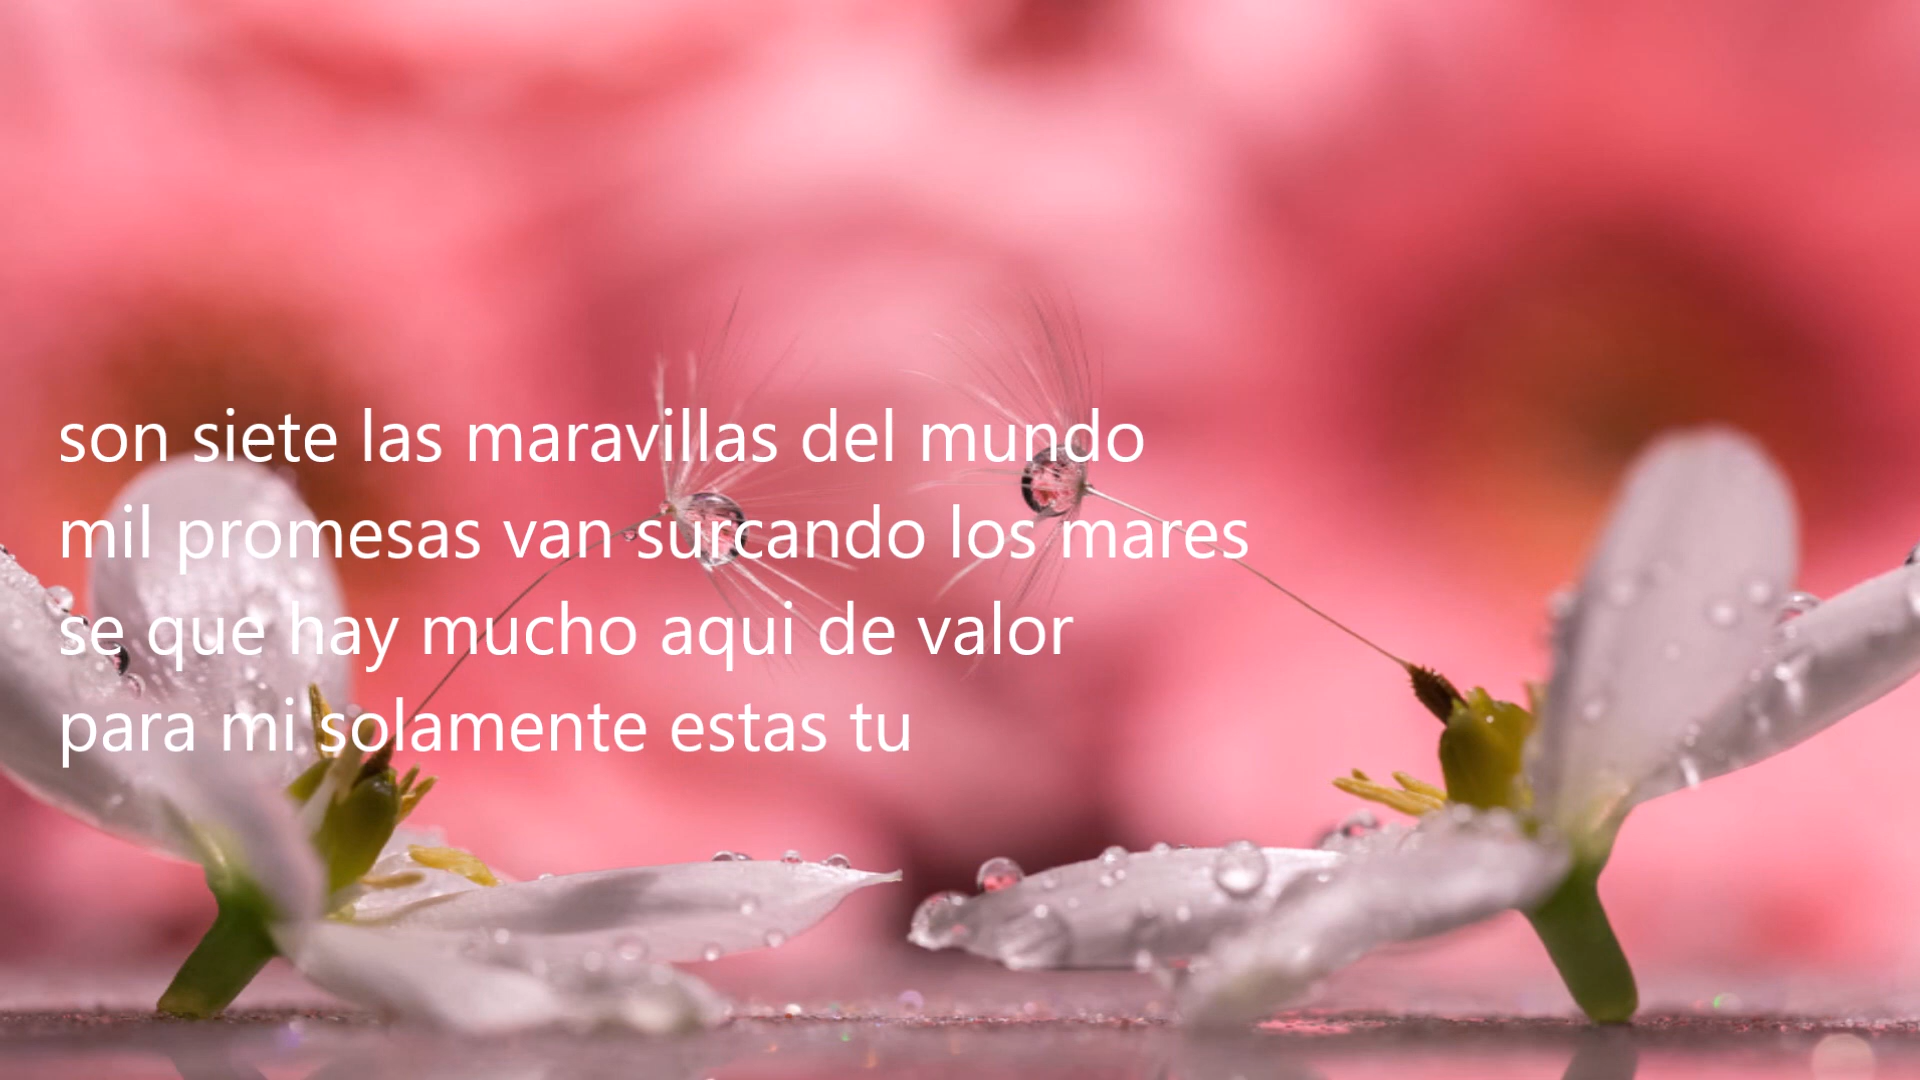 son siete las maravillas del mundo
mil promesas van surcando los mares
se que hay mucho aqui de valor
para mi solamente estas tu